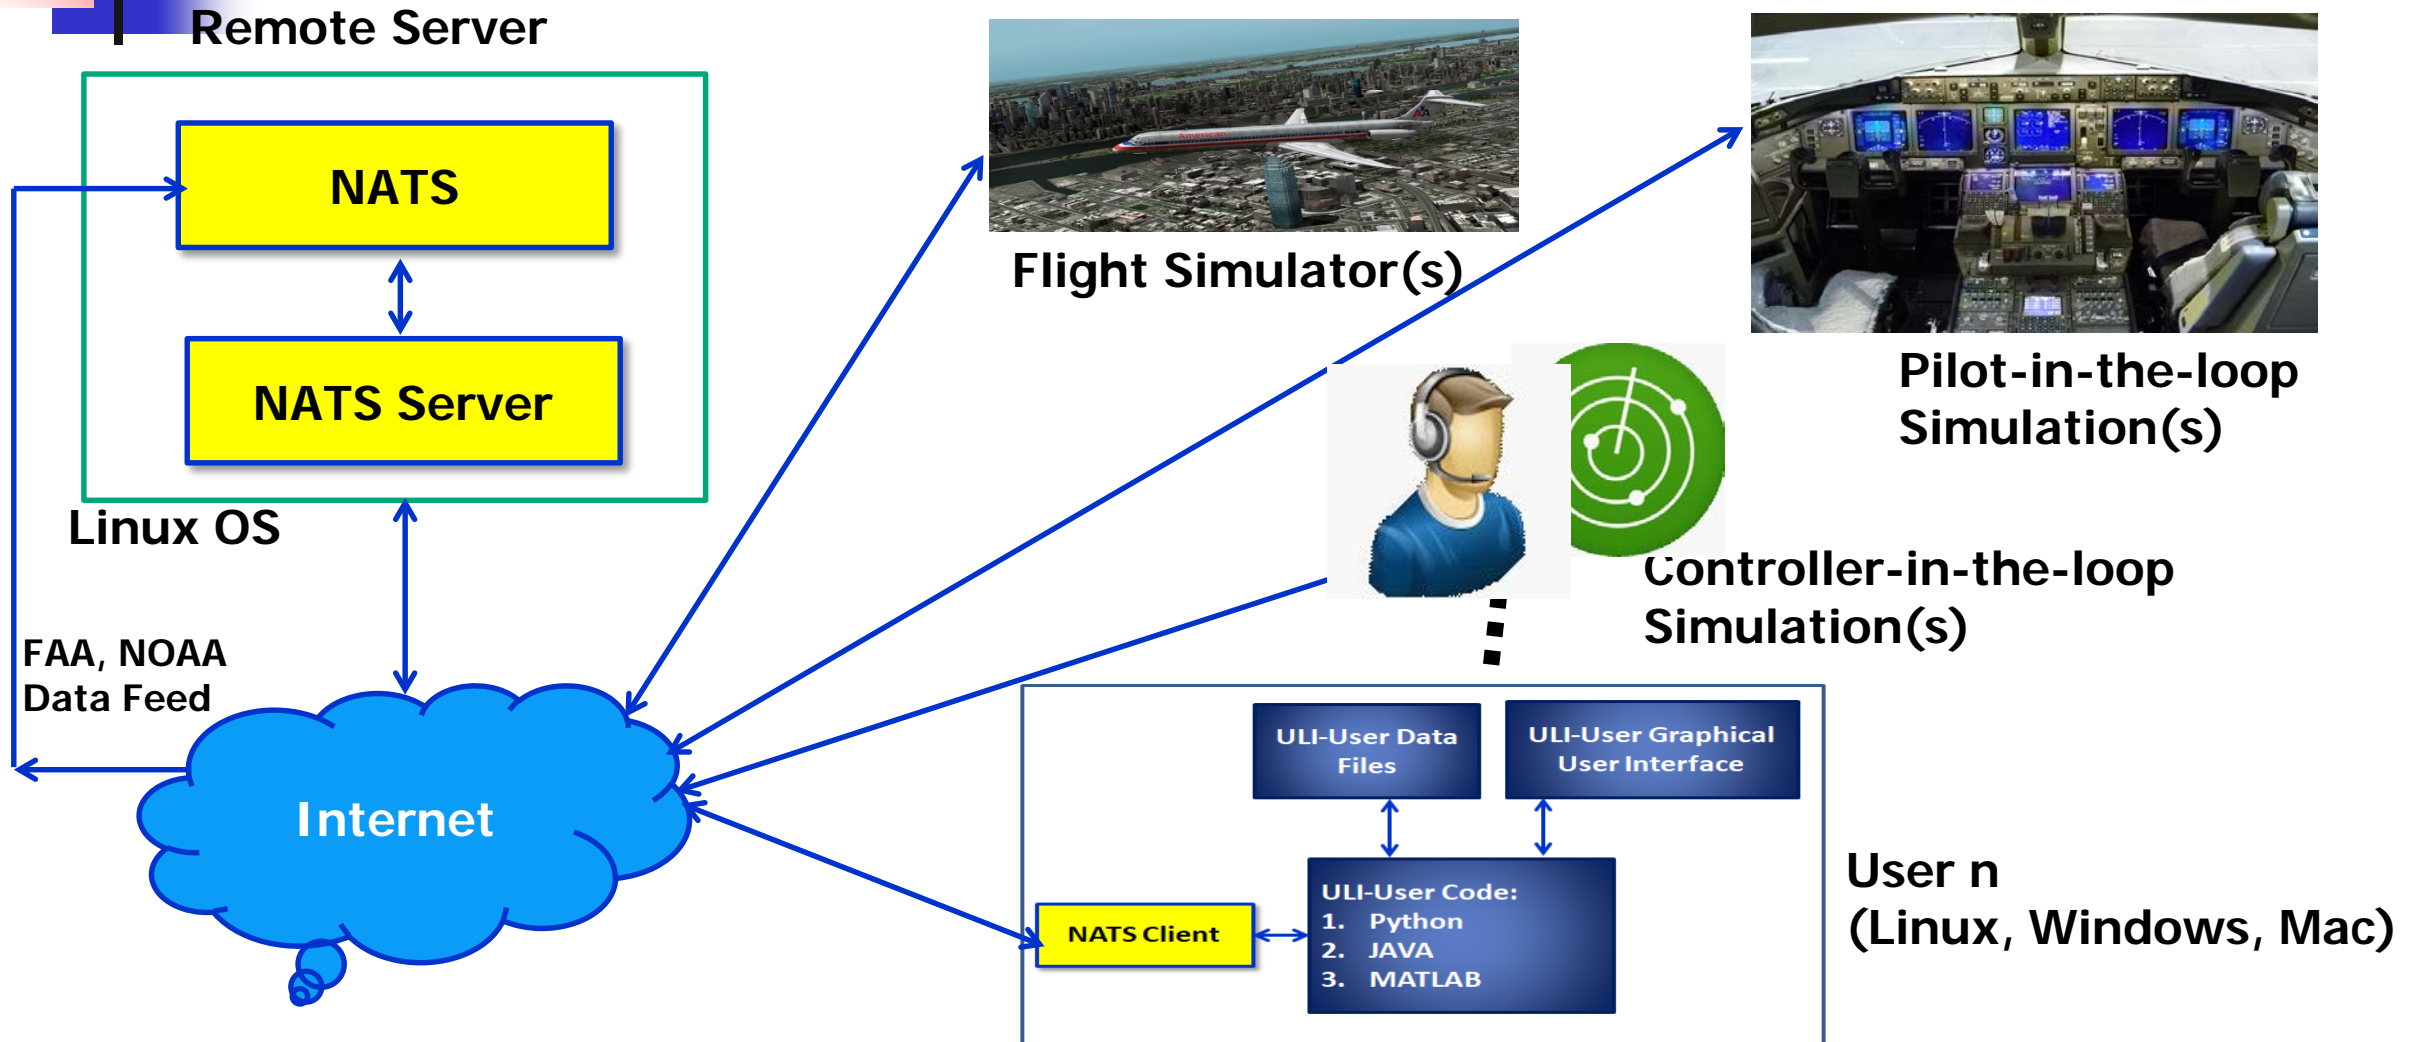 Remote Server
NATS
NATS Server
Linux OS
FAA, NOAA
Data Feed
Internet
American
AA
Flight Simulator(s)
Pilot-in-the-loop
Simulation(s)
Controller-in-the-loop
Simulation(s)
ULI-User Data
Files
ULI-User Graphical
User Interface
NATS Client
ULI-User Code:
1. Python
2. JAVA
3. MATLAB
User n
(Linux, Windows, Mac)